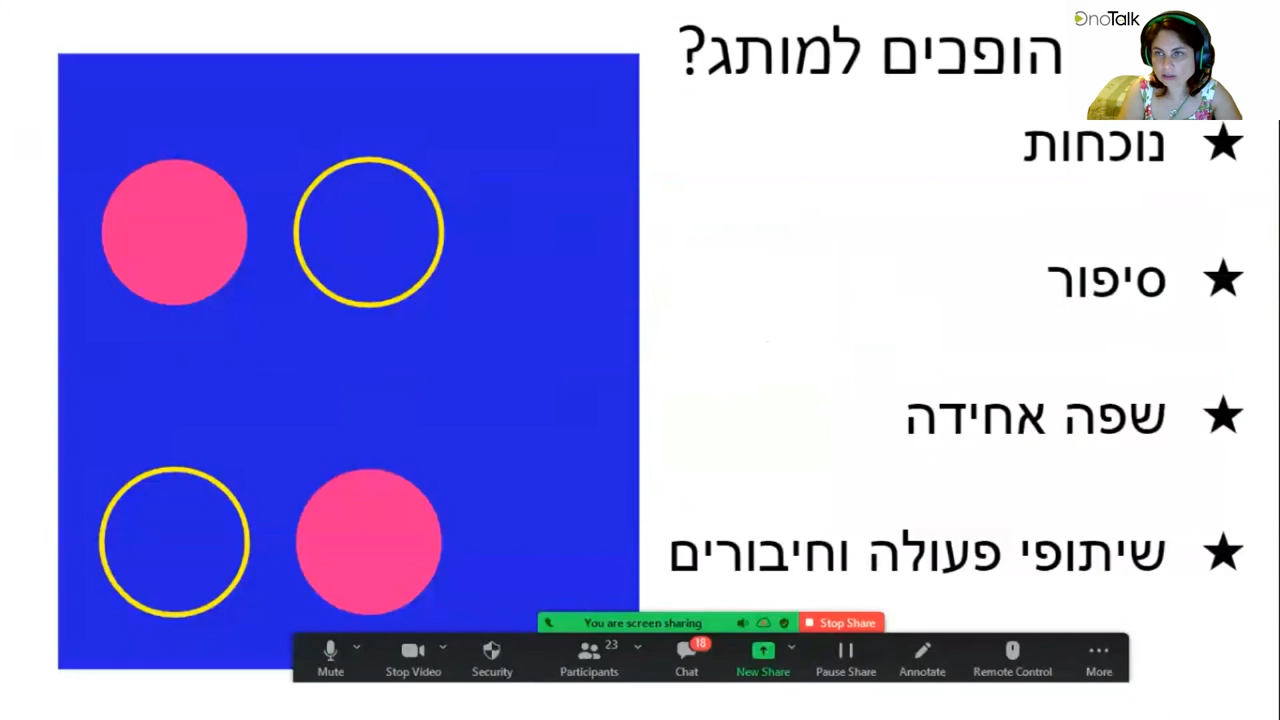 OnoTalk
הופכים למותג?
★ נוכחות
★ סיפור
★ שפה אחידה
★ שיתופי פעולה וחיבורים
You are screen sharing
Stop Share
23
18
Mute
Stop Video
Security
Participants
Chat
New Share
Pause Share
Annotate
Remote Control
More